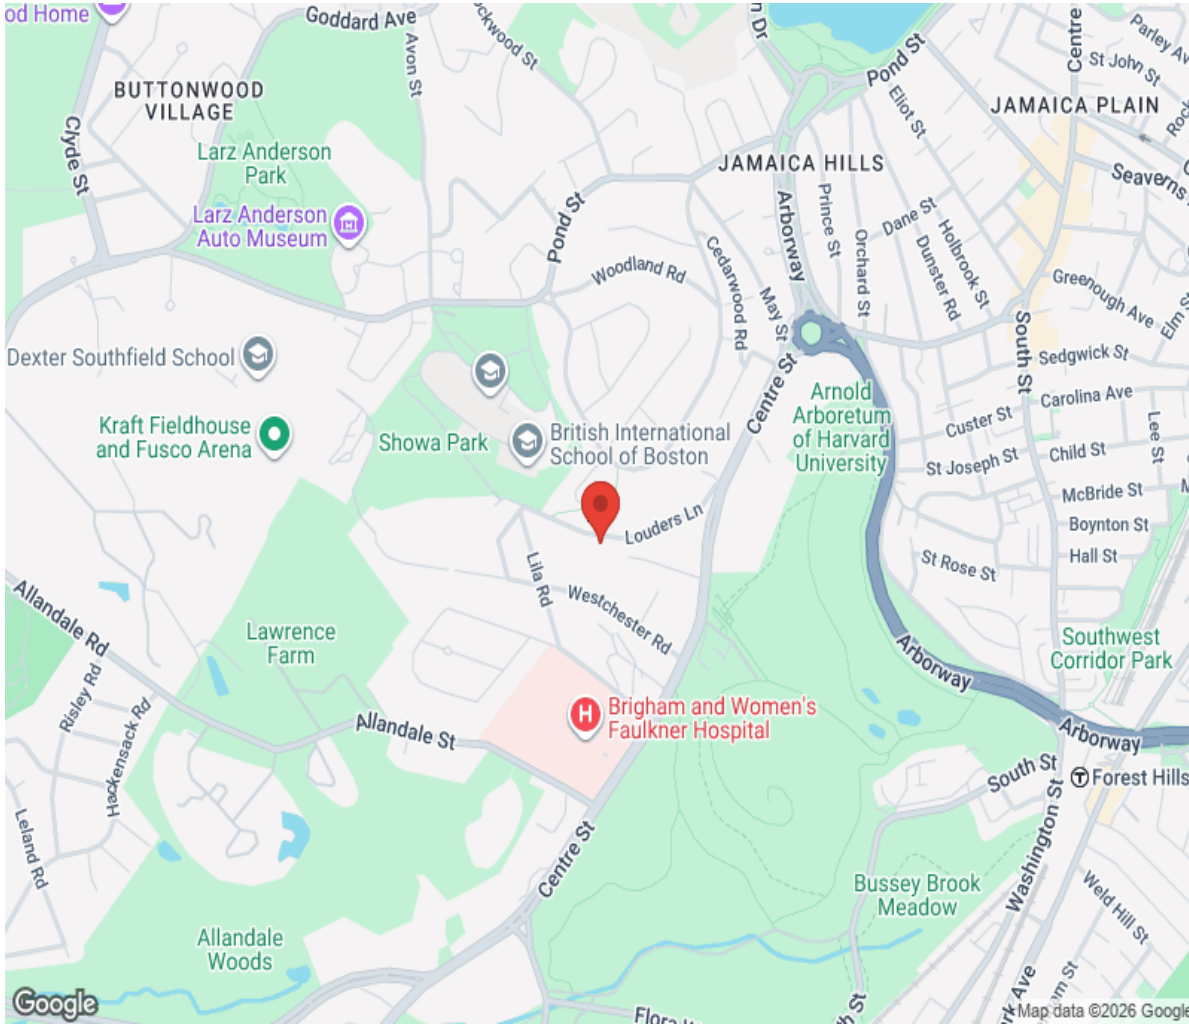 od Home
Goddard Ave
Avon St
ockwood St
n Dr
Pond St
Centre
Parley Av
St John St
Eliot St
BUTTONWOOD
VILLAGE
JAMAICA PLAIN
Clyde St
Larz Anderson
Park
JAMAICA HILLS
Seaverns
Larz Anderson
Auto Museum
Pond St
Arborway
Prince St
Dane St
Holbrook St
Orchard St
Dunster Rd
Woodland Rd
Cedarwood Rd
May St
Greenough Ave
Elm S
South St
Dexter Southfield School
Sedgwick St
Centre St
Arnold
Arboretum
of Harvard
University
Carolina Ave
Custer St
Lee St
Kraft Fieldhouse
and Fusco Arena
Showa Park
British International
School of Boston
St Joseph St
Child St
McBride St
Boynton St
Louders Ln
Hall St
St Rose St
Lila Rd
Westchester Rd
Allandale Rd
Lawrence
Farm
Southwest
Corridor Park
Arborway
Risley Rd
Hackensack Rd
Allandale St
H
Brigham and Women's
Faulkner Hospital
Arborway
South St
T
Forest Hills
Leland Rd
Centre St
Washington St
Bussey Brook
Meadow
Weld Hill St
Allandale
Woods
Google
Flora
th St
rk Ave
m St
Map data ©2026 Google